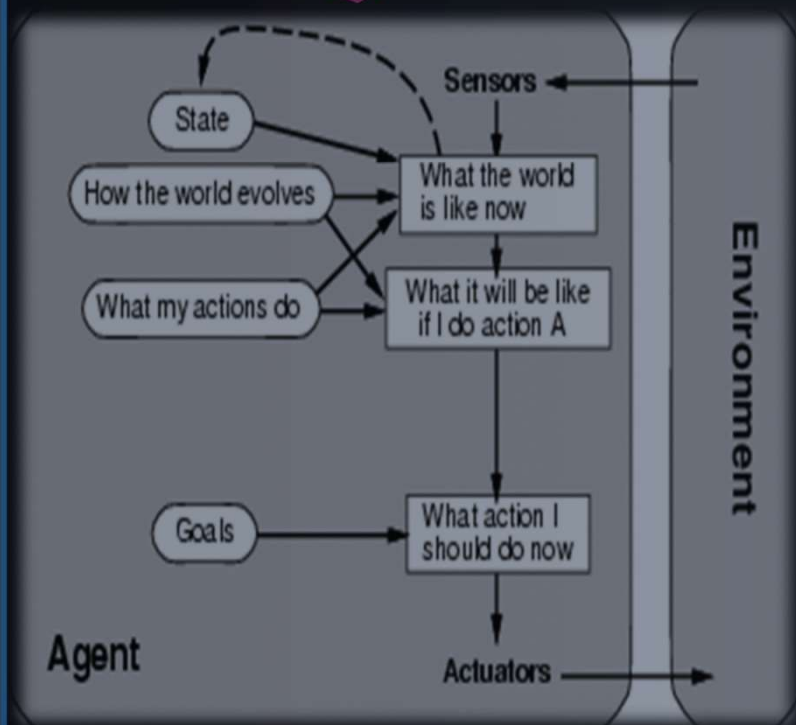 Sensors
State
What the world
is like now
How the world evolves
What it will be like
if I do action A
What my actions do
Environment
What action I
should do now
Goals
Agent
Actuators